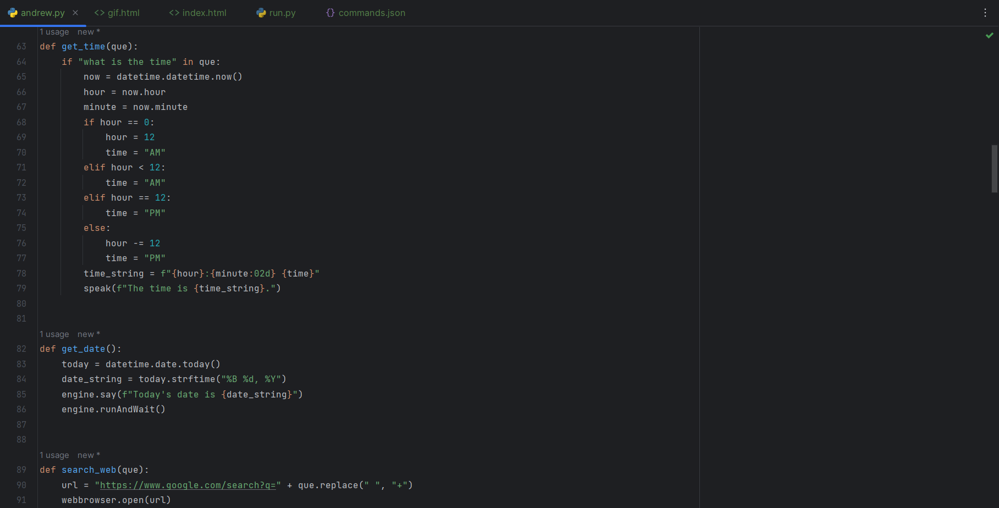 andrew.py × <> gif.html <> index.html run.py {} commands.json
1 usage new *
63 def get_time(que):
64     if "what is the time" in que:
65         now = datetime.datetime.now()
66         hour = now.hour
67         minute = now.minute
68         if hour == 0:
69             hour = 12
70             time = "AM"
71         elif hour < 12:
72             time = "AM"
73         elif hour == 12:
74             time = "PM"
75         else:
76             hour -= 12
77             time = "PM"
78         time_string = f"{hour}:{minute:02d} {time}"
79         speak(f"The time is {time_string}.")
80
81
1 usage new *
82 def get_date():
83     today = datetime.date.today()
84     date_string = today.strftime("%B %d, %Y")
85     engine.say(f"Today's date is {date_string}")
86     engine.runAndWait()
87
88
1 usage new *
89 def search_web(que):
90     url = "https://www.google.com/search?q=" + que.replace(" ", "+")
91     webbrowser.open(url)